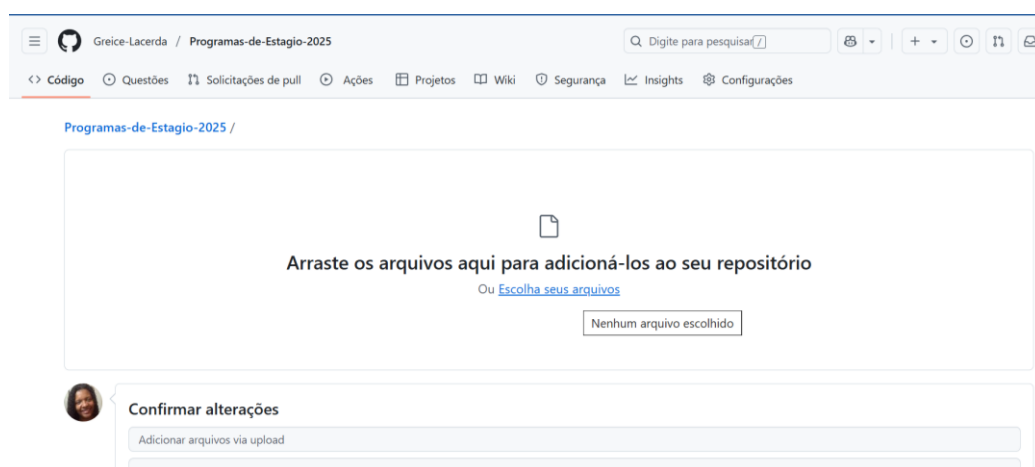 Greice-Lacerda / Programas-de-Estagio-2025 Digite para pesquisar /
<> Código Questões Solicitações de pull Ações Projetos Wiki Segurança Insights Configurações
Programas-de-Estagio-2025 /
Arraste os arquivos aqui para adicioná-los ao seu repositório
Ou Escolha seus arquivos
Nenhum arquivo escolhido
Confirmar alterações
Adicionar arquivos via upload